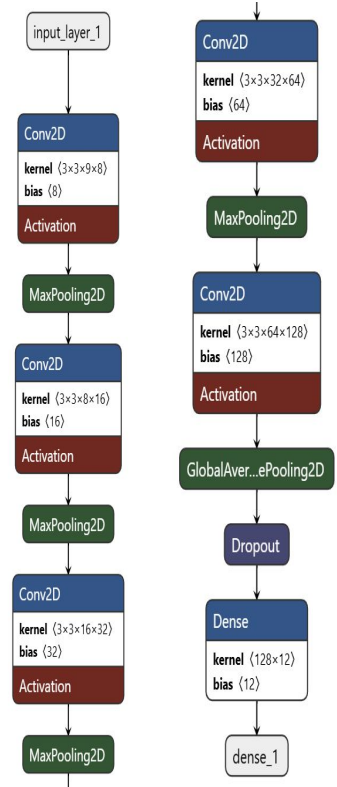 input_layer_1
Conv2D
kernel ⟨3×3×9×8⟩
bias ⟨8⟩
Activation
MaxPooling2D
Conv2D
kernel ⟨3×3×8×16⟩
bias ⟨16⟩
Activation
MaxPooling2D
Conv2D
kernel ⟨3×3×16×32⟩
bias ⟨32⟩
Activation
MaxPooling2D
Conv2D
kernel ⟨3×3×32×64⟩
bias ⟨64⟩
Activation
MaxPooling2D
Conv2D
kernel ⟨3×3×64×128⟩
bias ⟨128⟩
Activation
GlobalAver...ePooling2D
Dropout
Dense
kernel ⟨128×12⟩
bias ⟨12⟩
dense_1